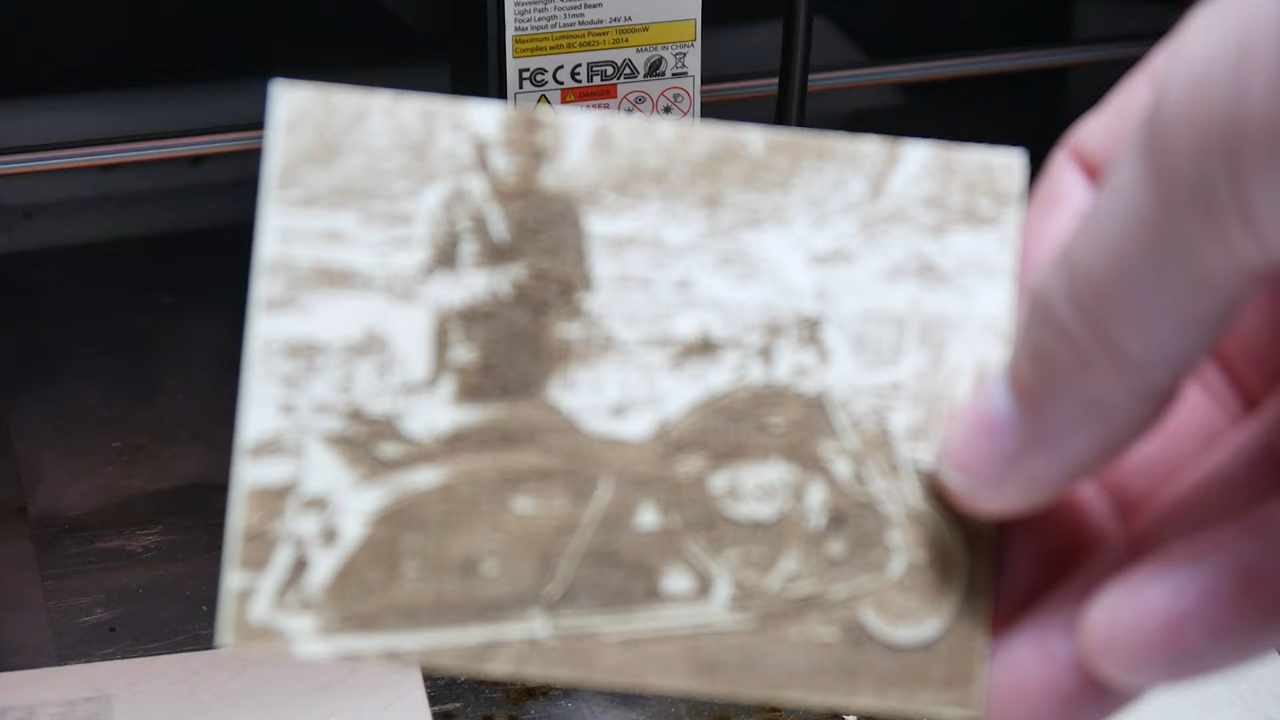 Light Path : Focused Beam
Focal Length : 31mm
Max Input of Laser Module : 24V 3A
Maximum Luminous Power : 10000mW
Complies with IEC 60825-1 : 2014
MADE IN CHINA
FC CE FDA
DANGER
LASER